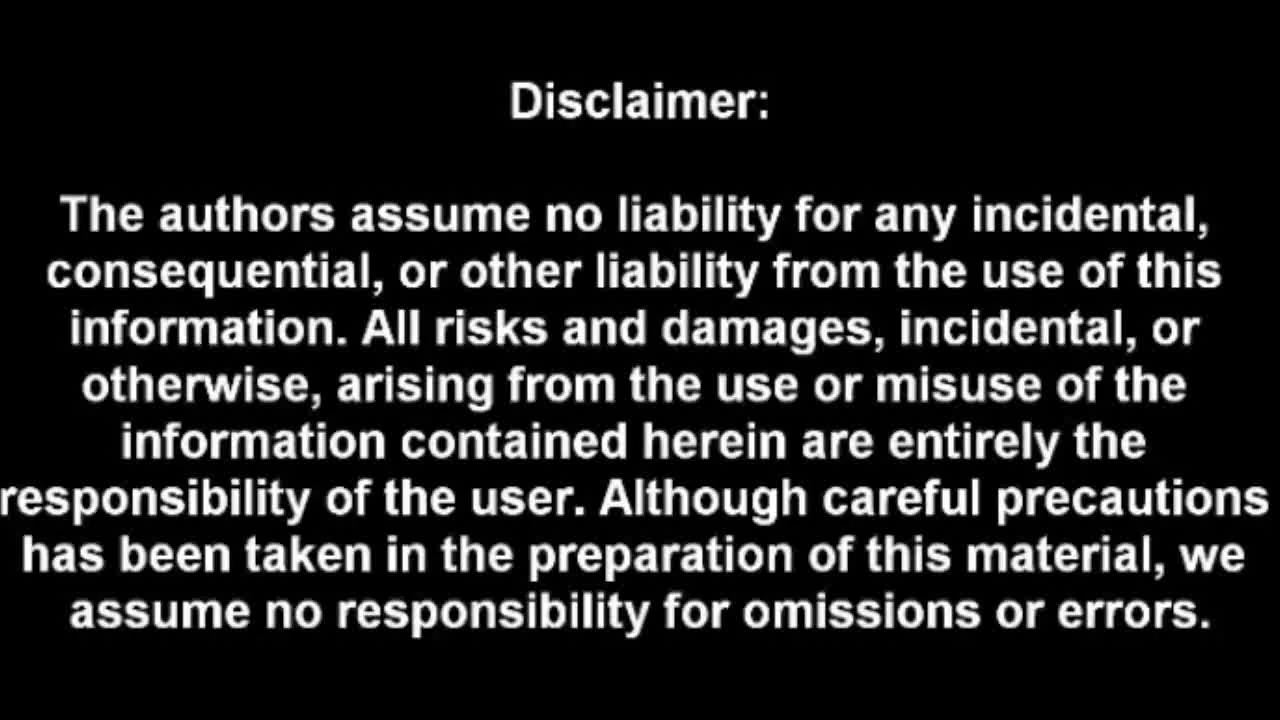 Disclaimer:
The authors assume no liability for any incidental,
consequential, or other liability from the use of this
information. All risks and damages, incidental, or
otherwise, arising from the use or misuse of the
information contained herein are entirely the
responsibility of the user. Although careful precautions
has been taken in the preparation of this material, we
assume no responsibility for omissions or errors.